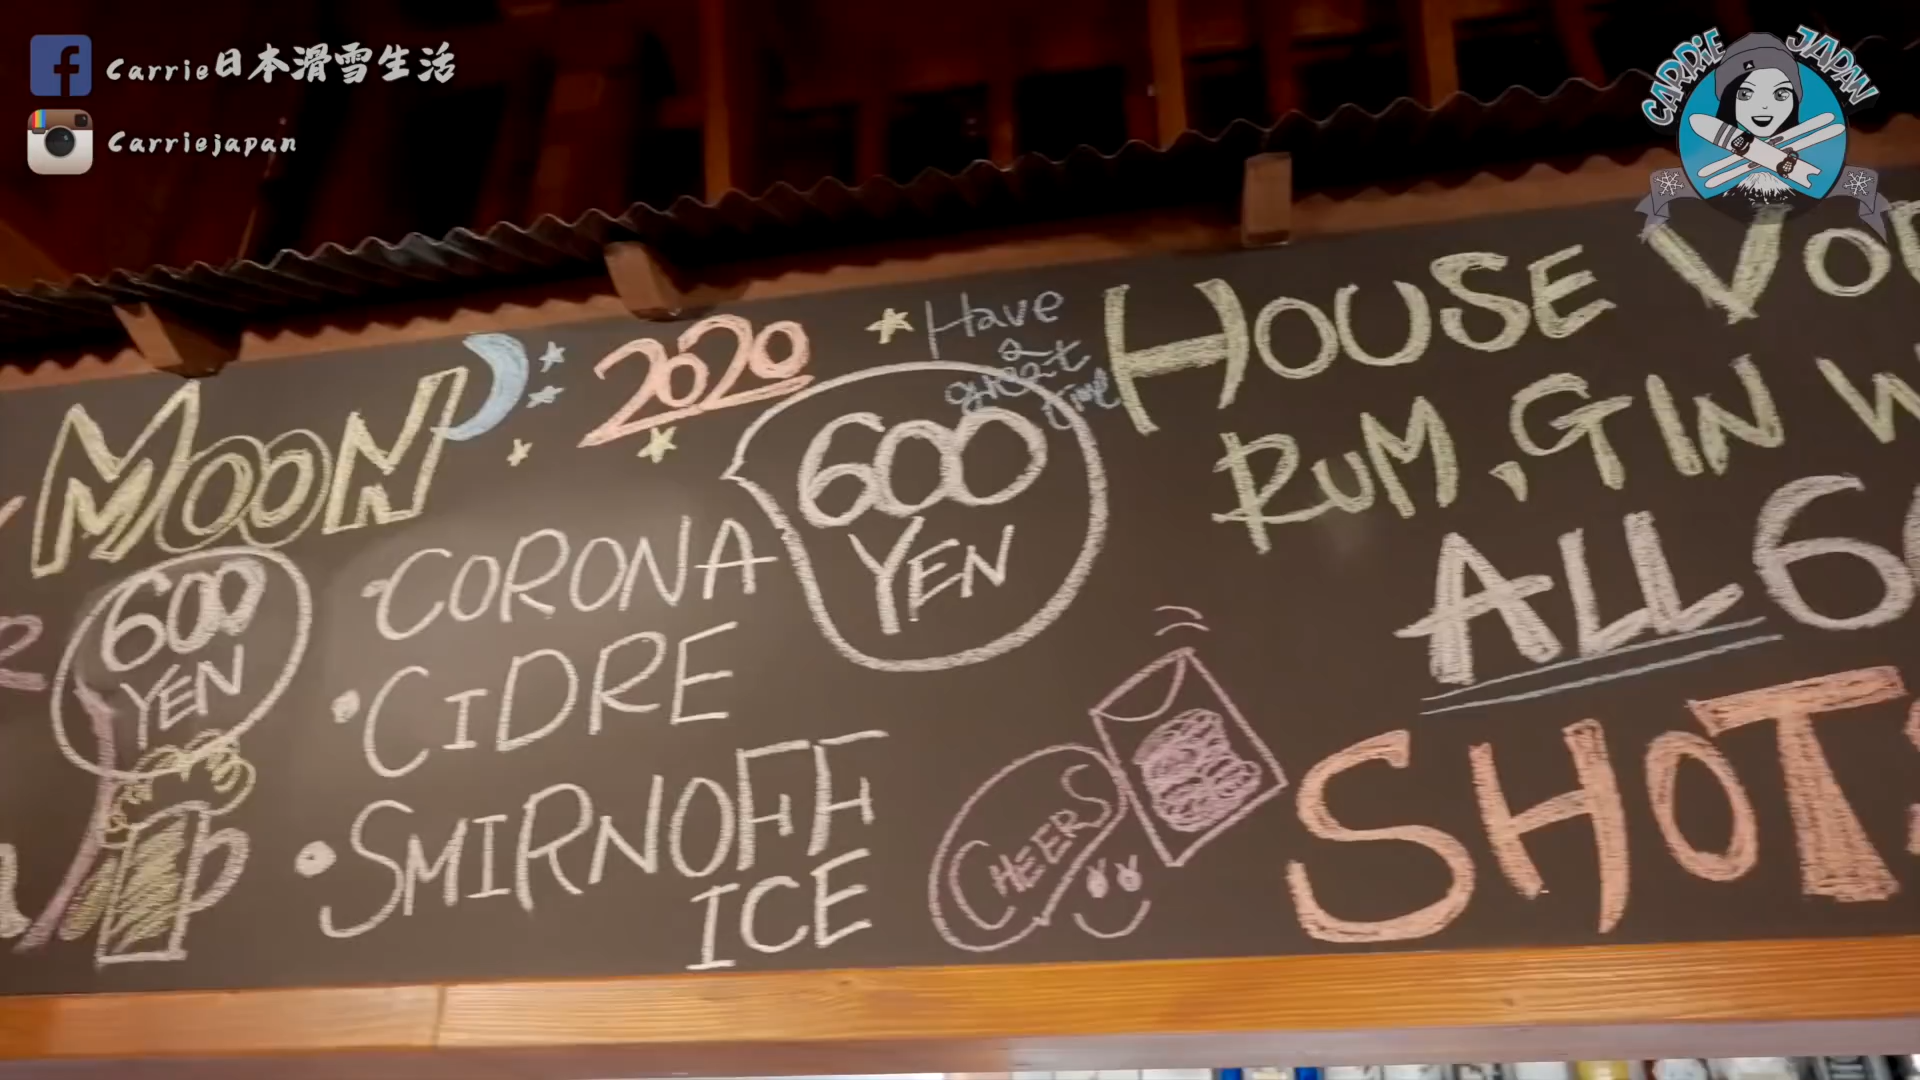 Carrie日本滑雪生活
Carriejapan
CARRiE JAPAN
MOON
2020
Have
a
great
time
600
YEN
CORONA
CiDRE
SMIRNOFF
ICE
600
YEN
CHEERS
HOUSE
RUM, GIN
ALL
SHOTS